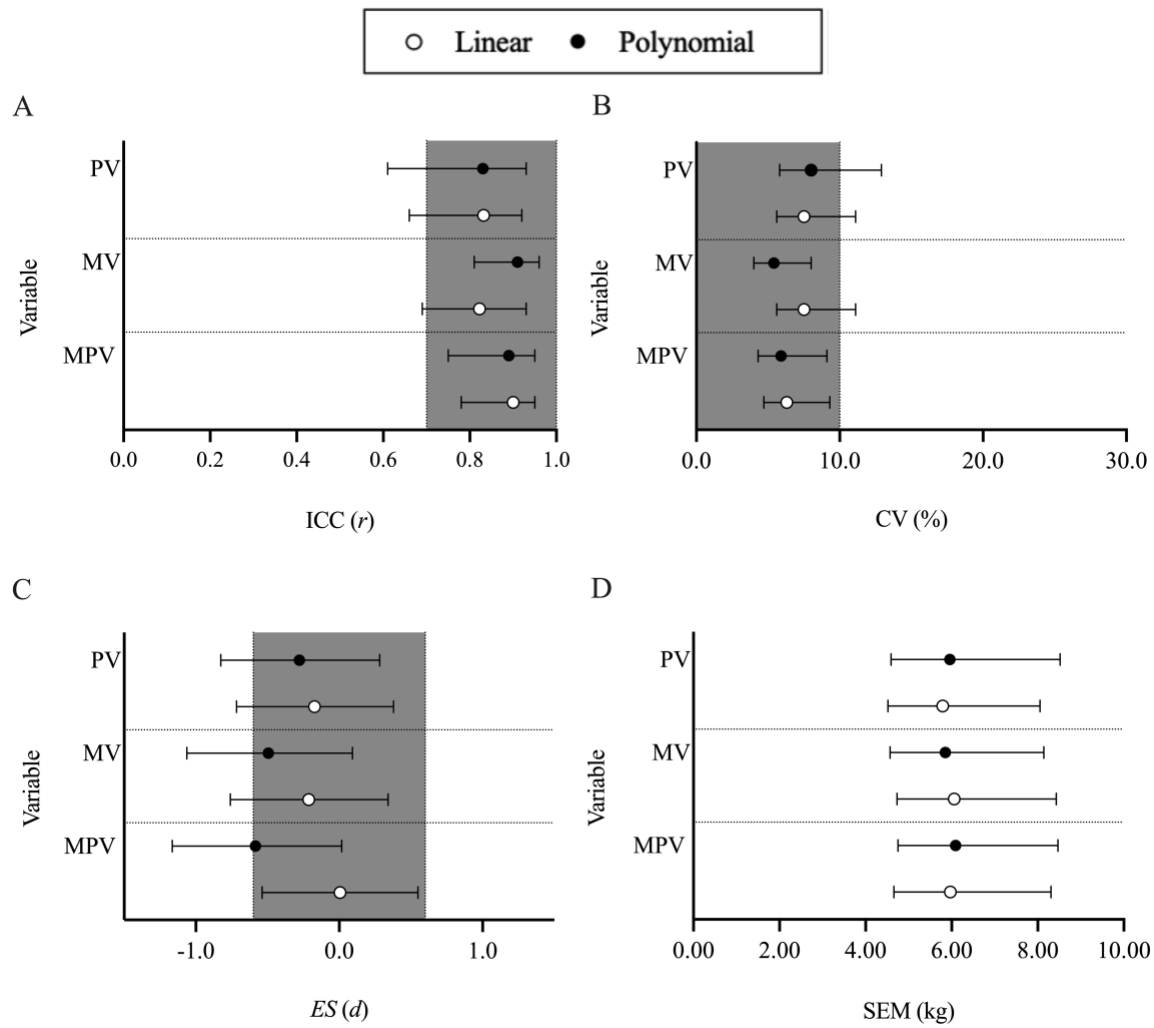 Linear Polynomial
A
PV
MV
MPV
Variable
0.0 0.2 0.4 0.6 0.8 1.0
ICC (r)
B
PV
MV
MPV
Variable
0.0 10.0 20.0 30.0
CV (%)
C
PV
MV
MPV
Variable
-1.0 0.0 1.0
ES (d)
D
PV
MV
MPV
Variable
0.00 2.00 4.00 6.00 8.00 10.00
SEM (kg)